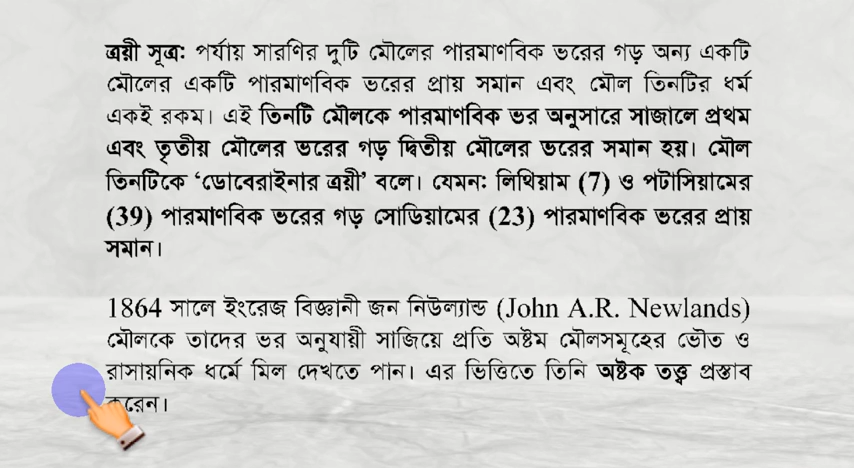 ত্রয়ী সূত্র: পর্যায় সারণির দুটি মৌলের পারমাণবিক ভরের গড় অন্য একটি
মৌলের একটি পারমাণবিক ভরের প্রায় সমান এবং মৌল তিনটির ধর্ম
একই রকম। এই তিনটি মৌলকে পারমাণবিক ভর অনুসারে সাজালে প্রথম
এবং তৃতীয় মৌলের ভরের গড় দ্বিতীয় মৌলের ভরের সমান হয়। মৌল
তিনটিকে ‘ডোবেরাইনার ত্রয়ী’ বলে। যেমন: লিথিয়াম (7) ও পটাসিয়ামের
(39) পারমাণবিক ভরের গড় সোডিয়ামের (23) পারমাণবিক ভরের প্রায়
সমান।
1864 সালে ইংরেজ বিজ্ঞানী জন নিউল্যান্ড (John A.R. Newlands)
মৌলকে তাদের ভর অনুযায়ী সাজিয়ে প্রতি অষ্টম মৌলসমূহের ভৌত ও
রাসায়নিক ধর্মে মিল দেখতে পান। এর ভিত্তিতে তিনি অষ্টক তত্ত্ব প্রস্তাব
করেন।